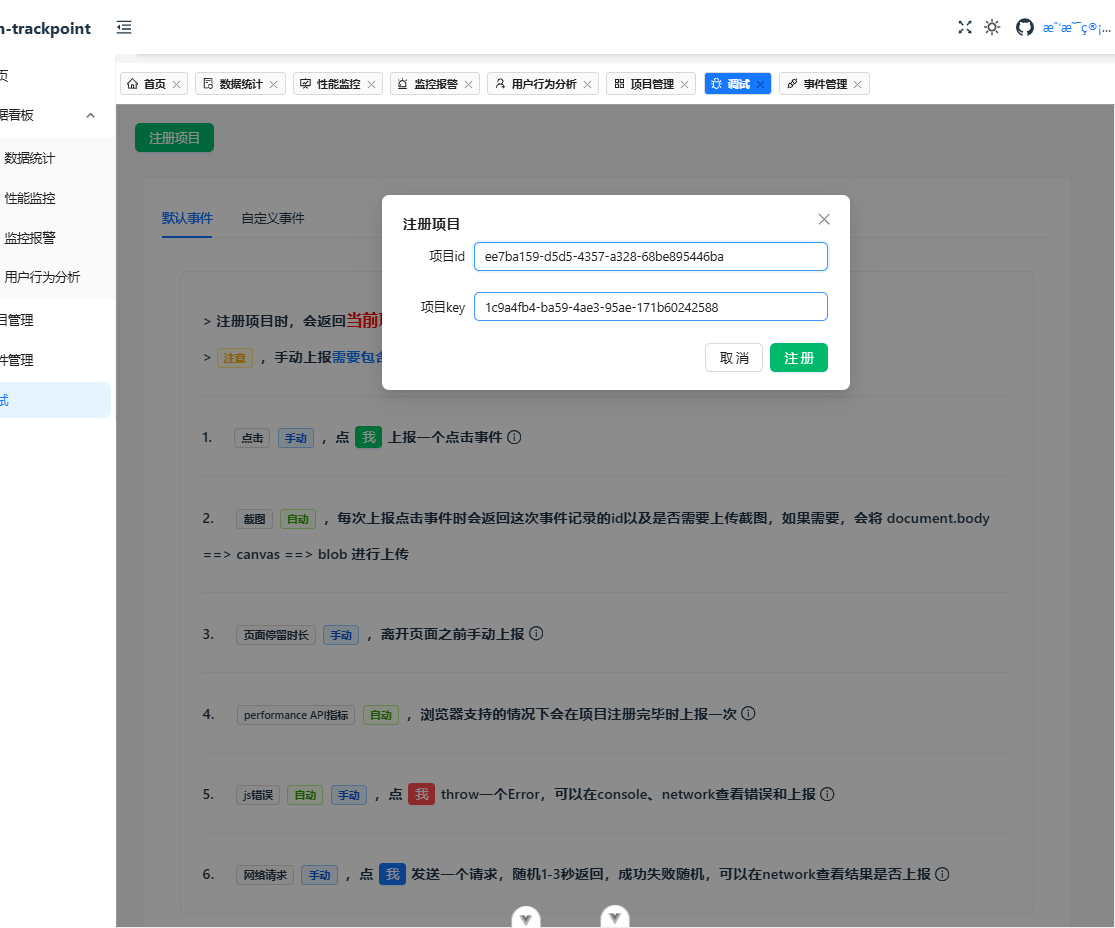 n-trackpoint
æˆ‘æ˜¯ç®¡...
首页 数据统计 性能监控 监控报警 用户行为分析 项目管理 调试 事件管理
页
据看板
数据统计
性能监控
监控报警
用户行为分析
目管理
件管理
试
注册项目
默认事件 自定义事件
注册项目
项目id ee7ba159-d5d5-4357-a328-68be895446ba
项目key 1c9a4fb4-ba59-4ae3-95ae-171b60242588
取 消 注 册
> 注册项目时，会返回当前项
> 注意 ，手动上报需要包含
1. 点击 手动 ，点 我 上报一个点击事件
2. 截图 自动 ，每次上报点击事件时会返回这次事件记录的id以及是否需要上传截图，如果需要，会将 document.body
==> canvas ==> blob 进行上传
3. 页面停留时长 手动 ，离开页面之前手动上报
4. performance API指标 自动 ，浏览器支持的情况下会在项目注册完毕时上报一次
5. js错误 自动 手动 ，点 我 throw一个Error，可以在console、network查看错误和上报
6. 网络请求 手动 ，点 我 发送一个请求，随机1-3秒返回，成功失败随机，可以在network查看结果是否上报